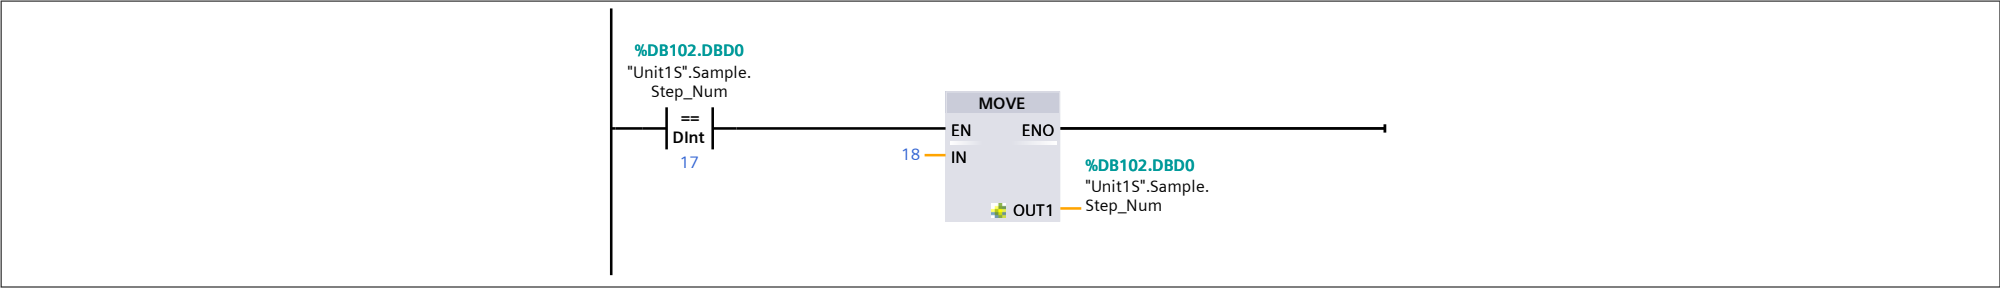 %DB102.DBD0
"Unit1S".Sample.
Step_Num
==
DInt
17
MOVE
EN ENO
18 IN
%DB102.DBD0
"Unit1S".Sample.
OUT1 Step_Num